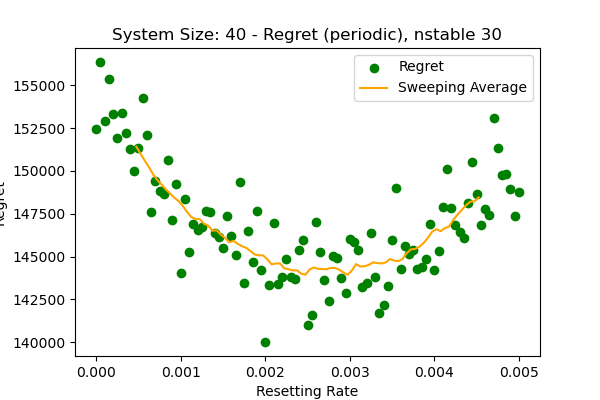 System Size: 40 - Regret (periodic), nstable 30
Regret
Sweeping Average
155000
152500
150000
147500
145000
142500
140000
Regret
0.000 0.001 0.002 0.003 0.004 0.005
Resetting Rate